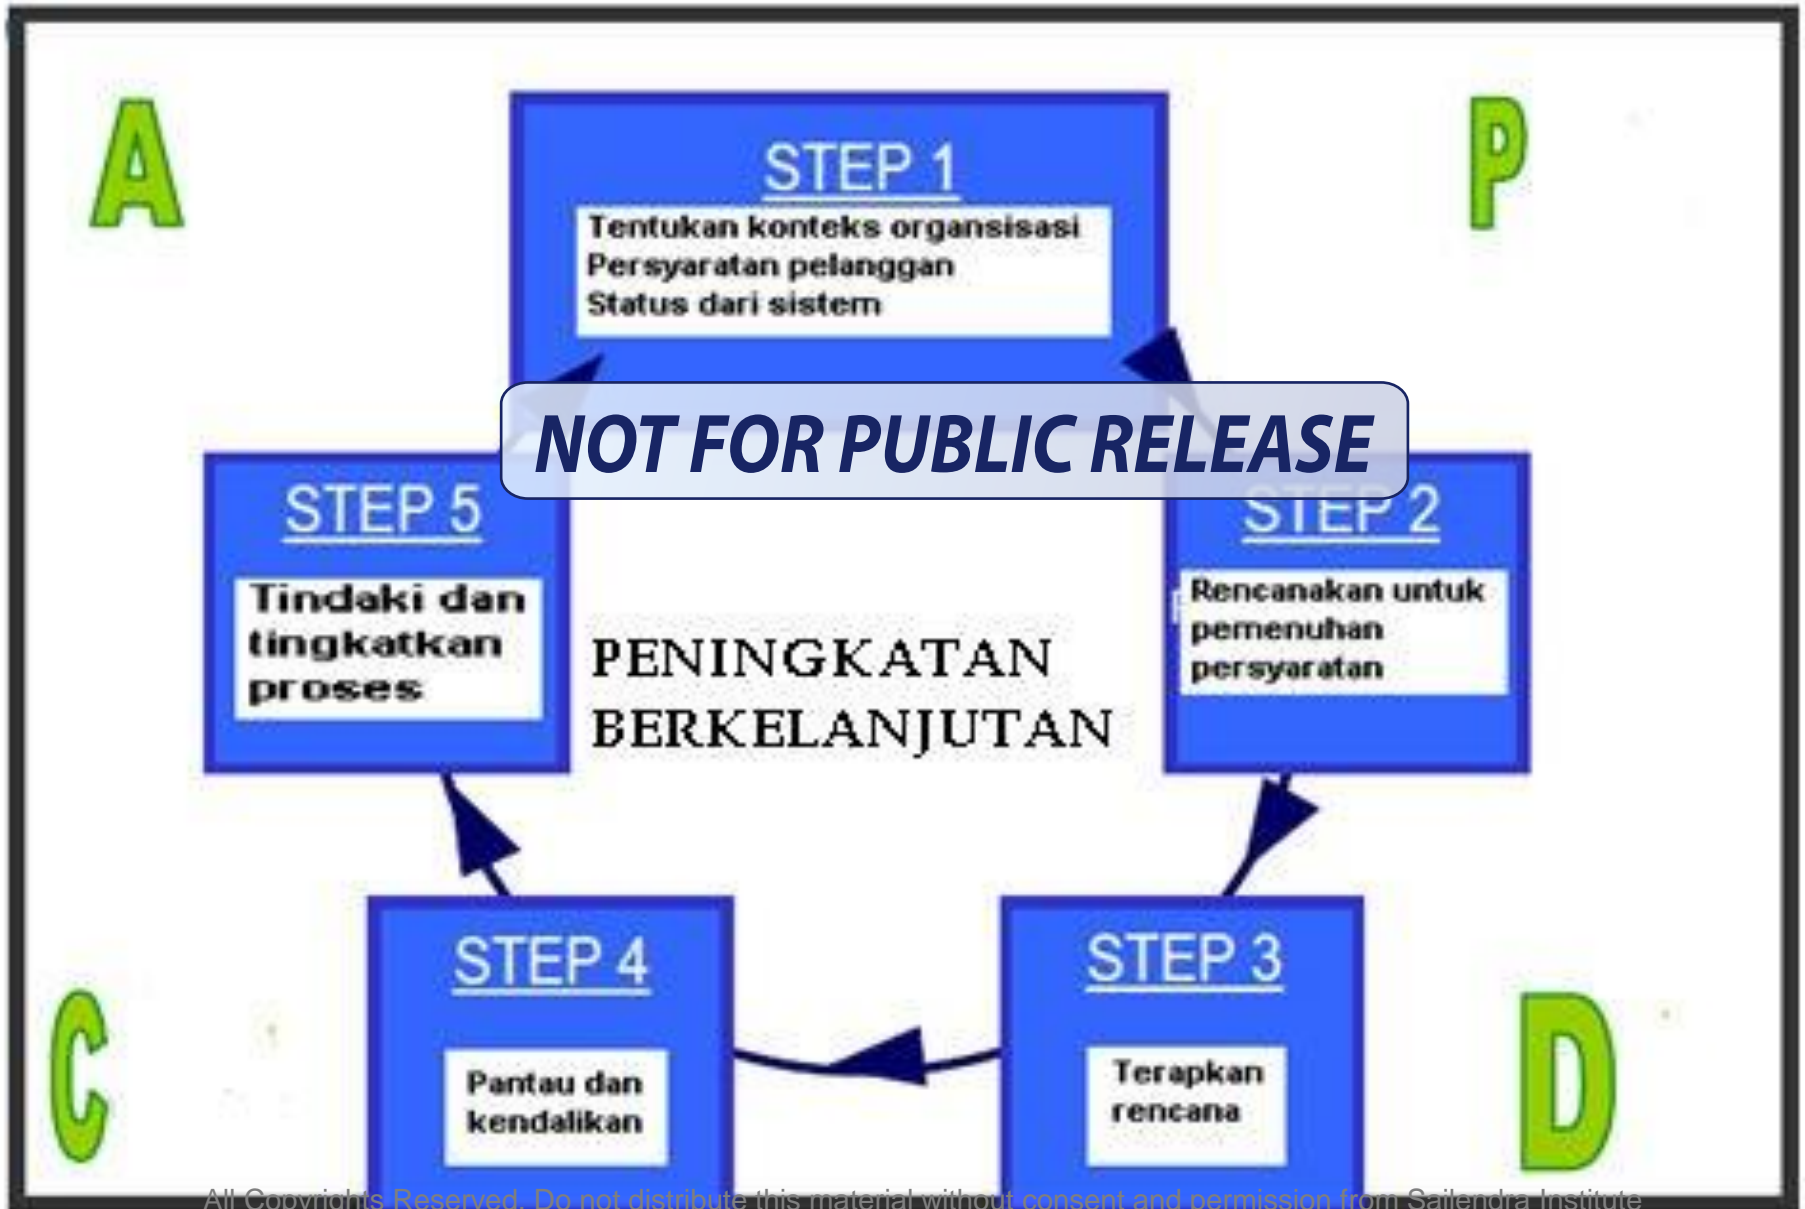 A
P
STEP 1
Tentukan konteks organsisasi
Persyaratan pelanggan
Status dari sistem
NOT FOR PUBLIC RELEASE
STEP 5
Tindaki dan
tingkatkan
proses
STEP 2
Rencanakan untuk
pemenuhan
persyaratan
PENINGKATAN
BERKELANJUTAN
STEP 4
Pantau dan
kendalikan
STEP 3
Terapkan
rencana
C
D
All Copyrights Reserved. Do not distribute this material without consent and permission from Sailendra Institute